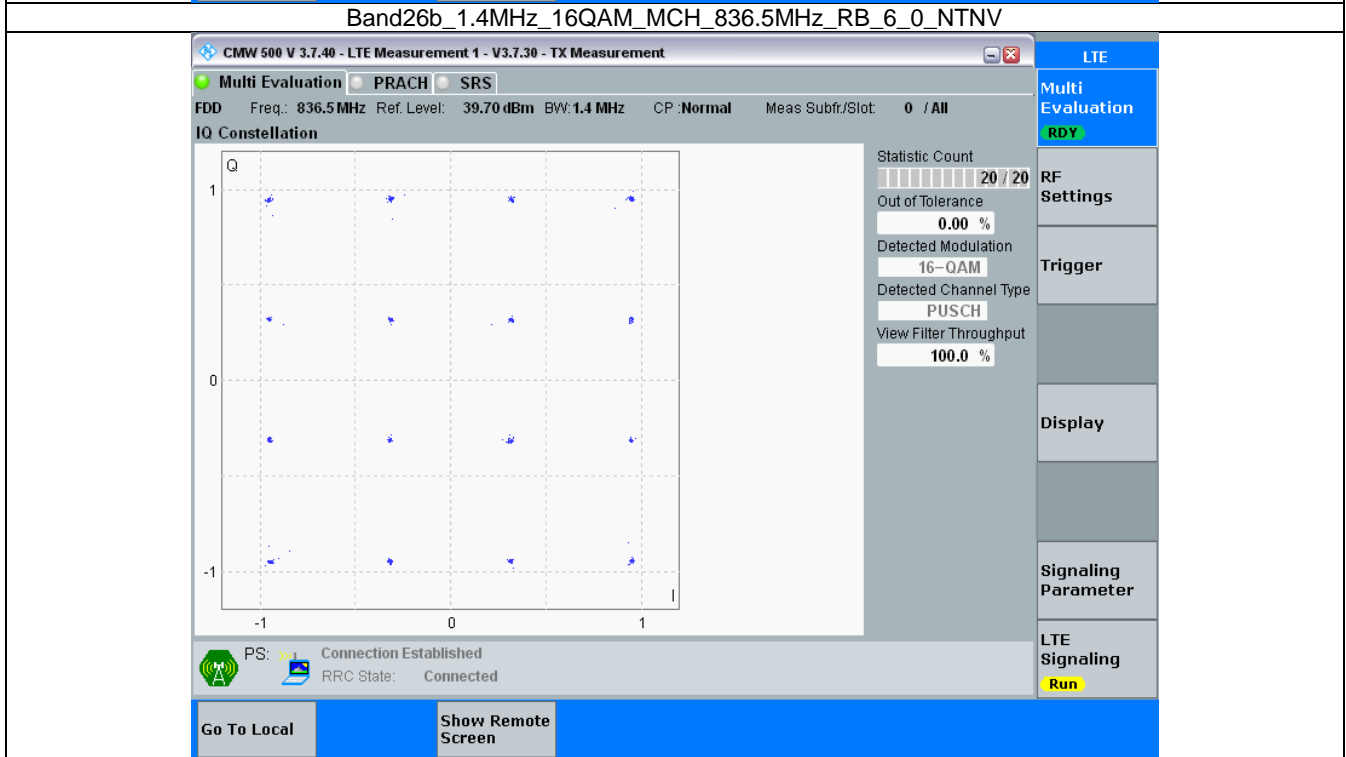 Band26b_1.4MHz_16QAM_MCH_836.5MHz_RB_6_0_NTNV
CMW 500 V 3.7.40 - LTE Measurement 1 - V3.7.30 - TX Measurement
LTE
Multi Evaluation PRACH SRS
Multi
Evaluation
RDY
FDD Freq.: 836.5 MHz Ref. Level: 39.70 dBm BW: 1.4 MHz CP :Normal Meas Subfr./Slot: 0 / All
IQ Constellation
Q
1
0
-1
I
-1 0 1
Statistic Count
20 / 20
Out of Tolerance
0.00 %
Detected Modulation
16-QAM
Detected Channel Type
PUSCH
View Filter Throughput
100.0 %
RF
Settings
Trigger
Display
Signaling
Parameter
LTE
Signaling
Run
PS: Connection Established
RRC State: Connected
Go To Local
Show Remote
Screen